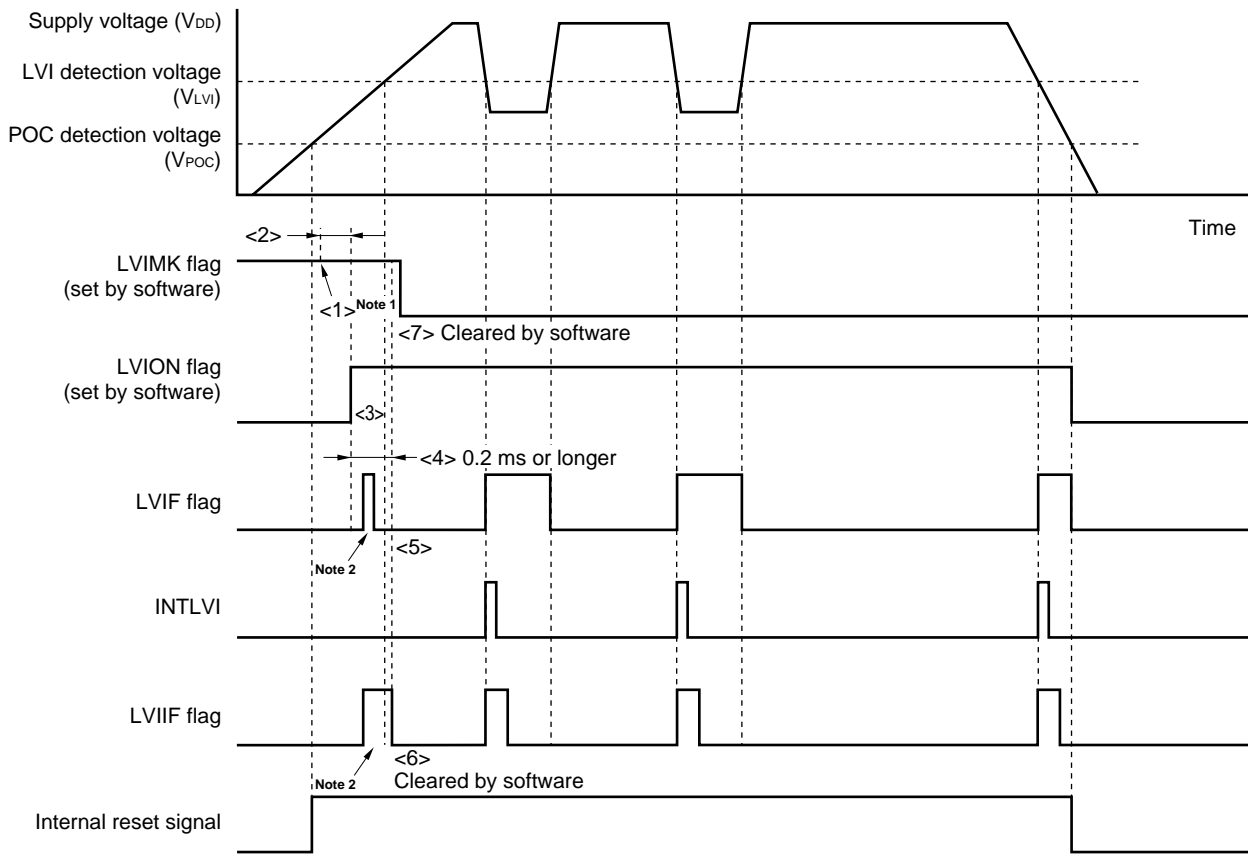 Supply voltage (VDD)
LVI detection voltage
(VLVI)
POC detection voltage
(VPOC)
Time
<2>
LVIMK flag
(set by software)
<1> Note 1
<7> Cleared by software
LVION flag
(set by software)
<3>
<4> 0.2 ms or longer
LVIF flag
<5>
Note 2
INTLVI
LVIIF flag
<6>
Note 2
Cleared by software
Internal reset signal